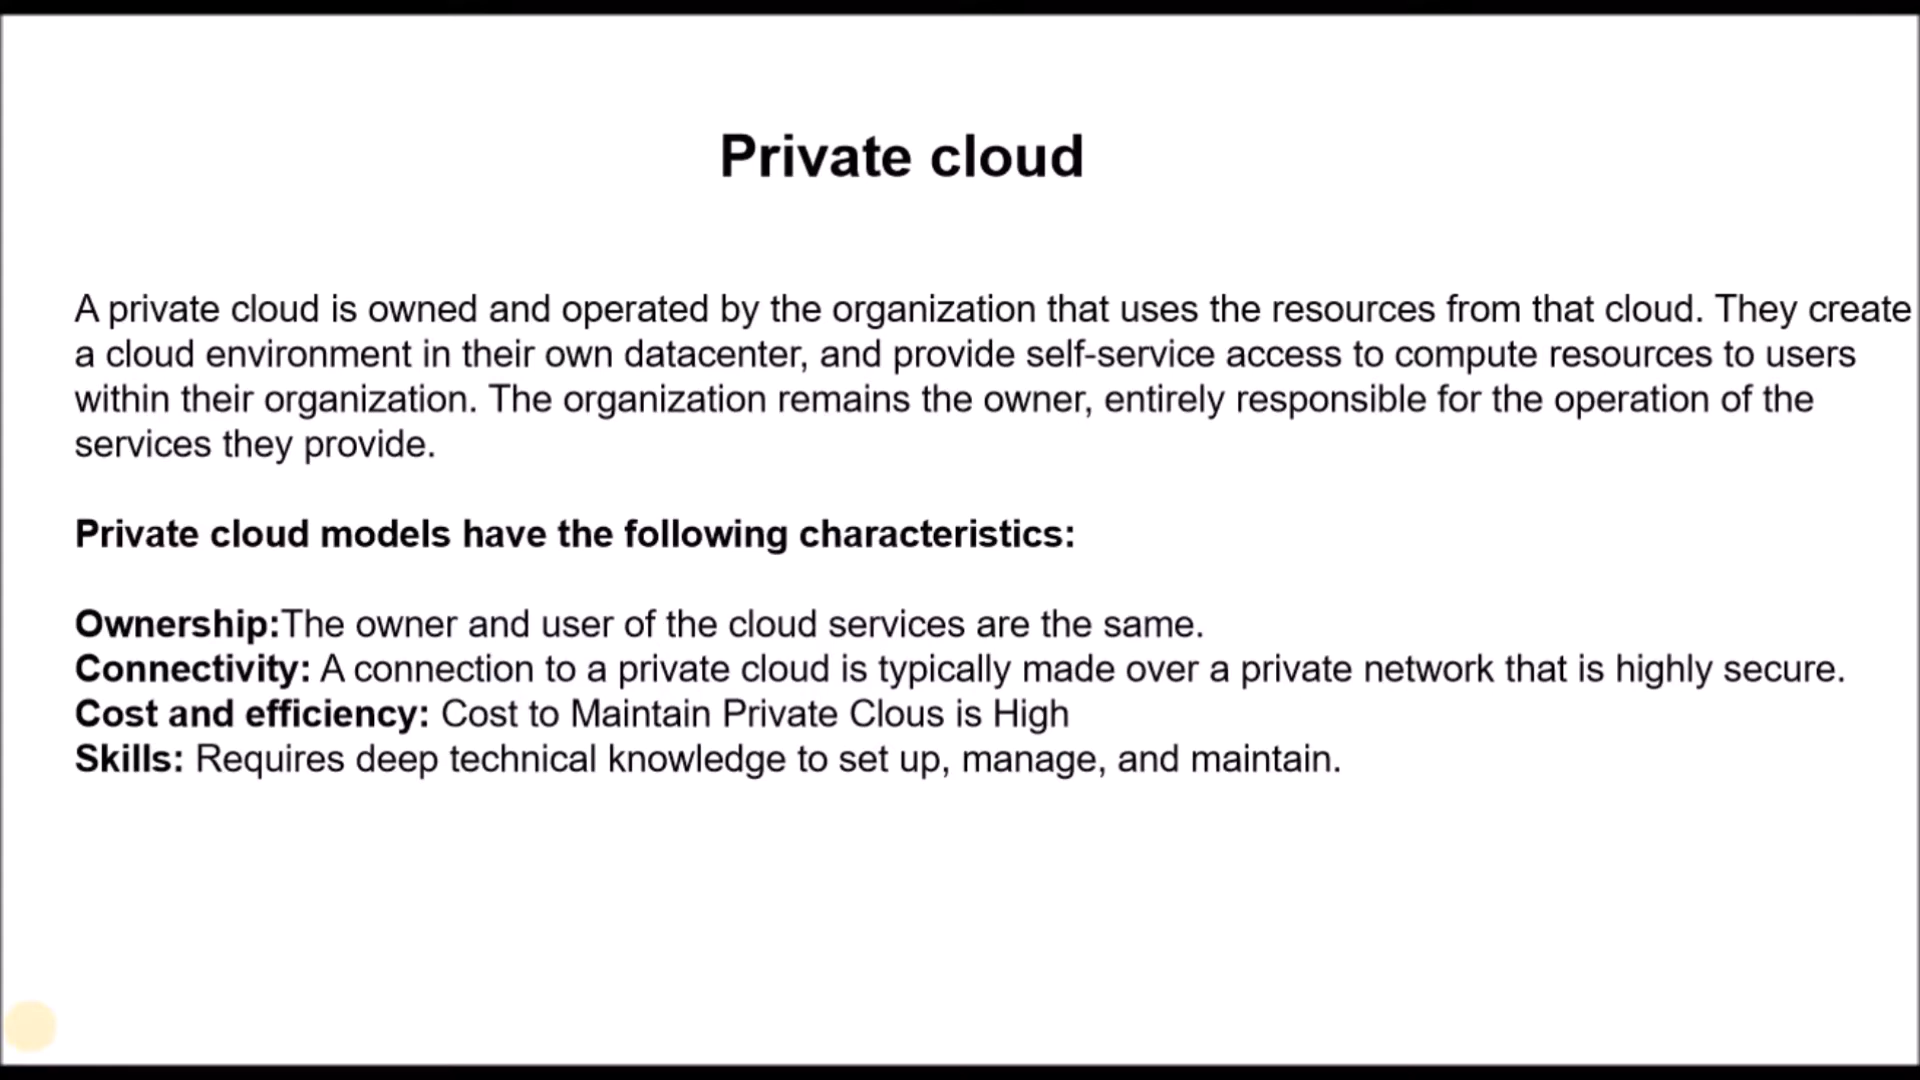 Private cloud
A private cloud is owned and operated by the organization that uses the resources from that cloud. They create
a cloud environment in their own datacenter, and provide self-service access to compute resources to users
within their organization. The organization remains the owner, entirely responsible for the operation of the
services they provide.
Private cloud models have the following characteristics:
Ownership:The owner and user of the cloud services are the same.
Connectivity: A connection to a private cloud is typically made over a private network that is highly secure.
Cost and efficiency: Cost to Maintain Private Clous is High
Skills: Requires deep technical knowledge to set up, manage, and maintain.